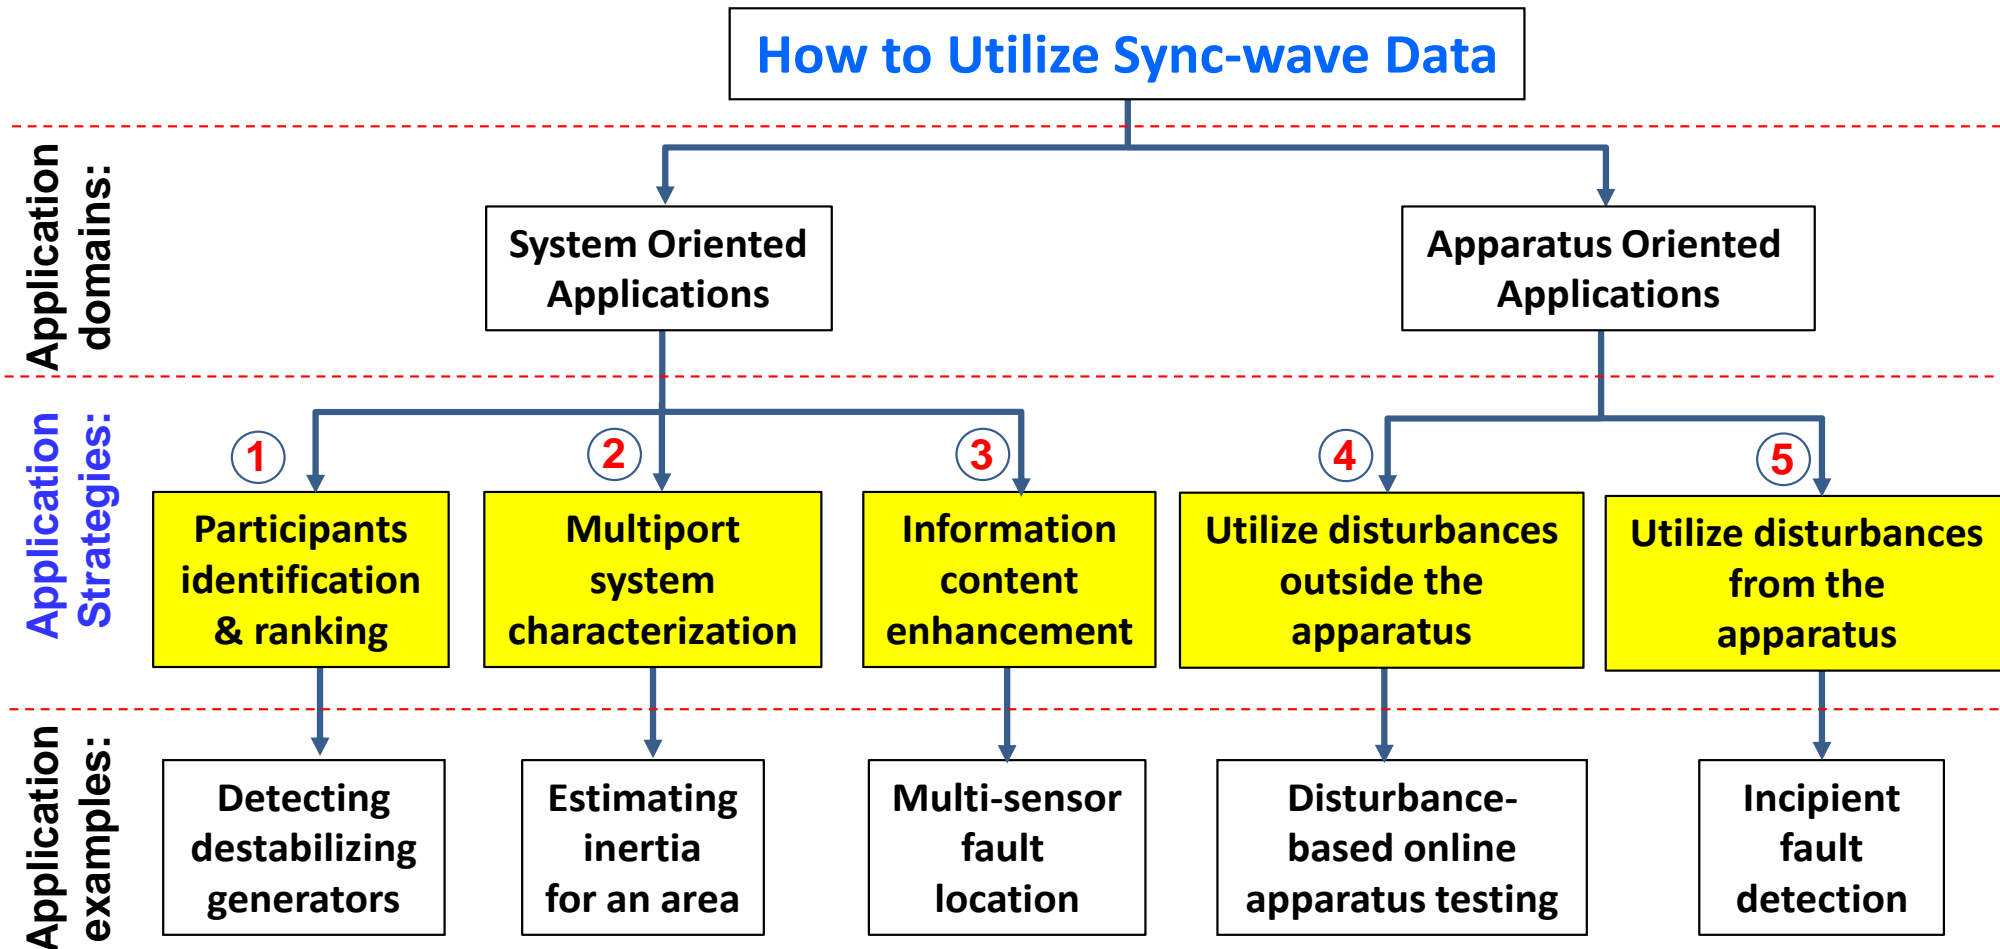 How to Utilize Sync-wave Data
Application
domains:
System Oriented
Applications
Apparatus Oriented
Applications
Application
Strategies:
1
2
3
4
5
Participants
identification
& ranking
Multiport
system
characterization
Information
content
enhancement
Utilize disturbances
outside the
apparatus
Utilize disturbances
from the
apparatus
Application
examples:
Detecting
destabilizing
generators
Estimating
inertia
for an area
Multi-sensor
fault
location
Disturbance-
based online
apparatus testing
Incipient
fault
detection